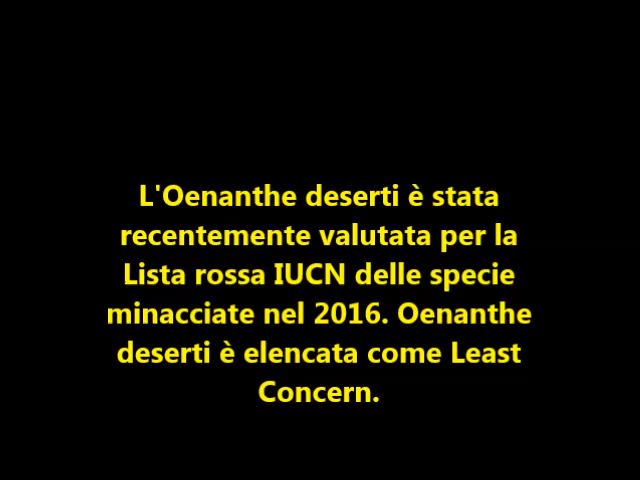 L'Oenanthe deserti è stata
recentemente valutata per la
Lista rossa IUCN delle specie
minacciate nel 2016. Oenanthe
deserti è elencata come Least
Concern.